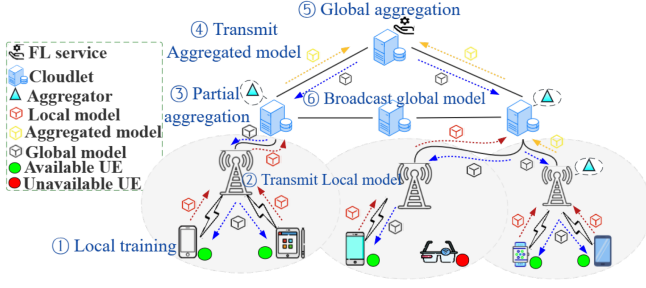 ⑤ Global aggregation
④ Transmit
Aggregated model
FL service
Cloudlet
Aggregator
Local model
Aggregated model
Global model
Available UE
Unavailable UE
③ Partial
aggregation
⑥ Broadcast global model
② Transmit Local model
① Local training